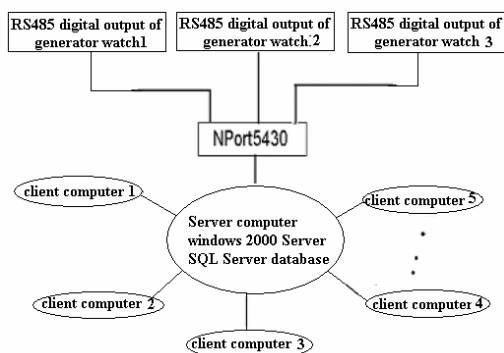 RS485 digital output of
generator watch1
RS485 digital output of
generator watch.2
RS485 digital output of
generator watch 3
NPort5430
client computer 1
client computer 5
Server computer
windows 2000 Server
SQL Server database
client computer 2
client computer 4
client computer 3